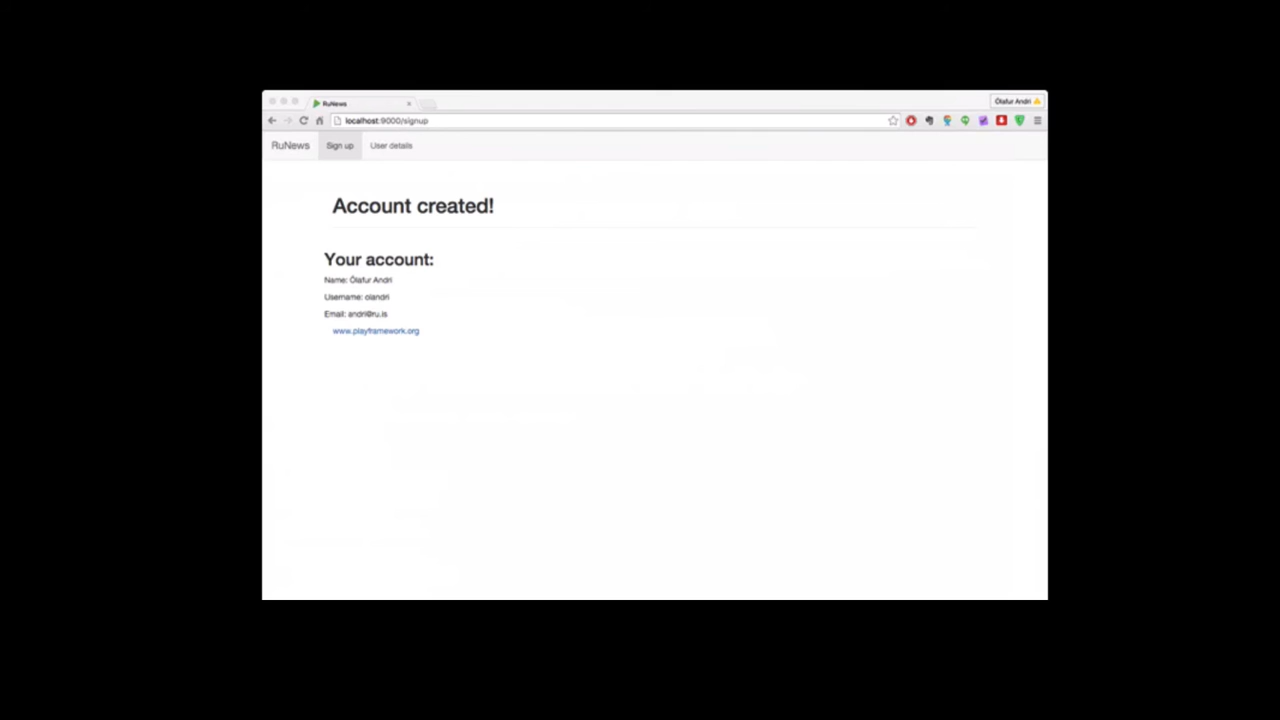 RuNews
Ólafur Andri
localhost:9000/signup
RuNews Sign up User details
Account created!
Your account:
Name: Ólafur Andri
Username: olandri
Email: andri@ru.is
www.playframework.org